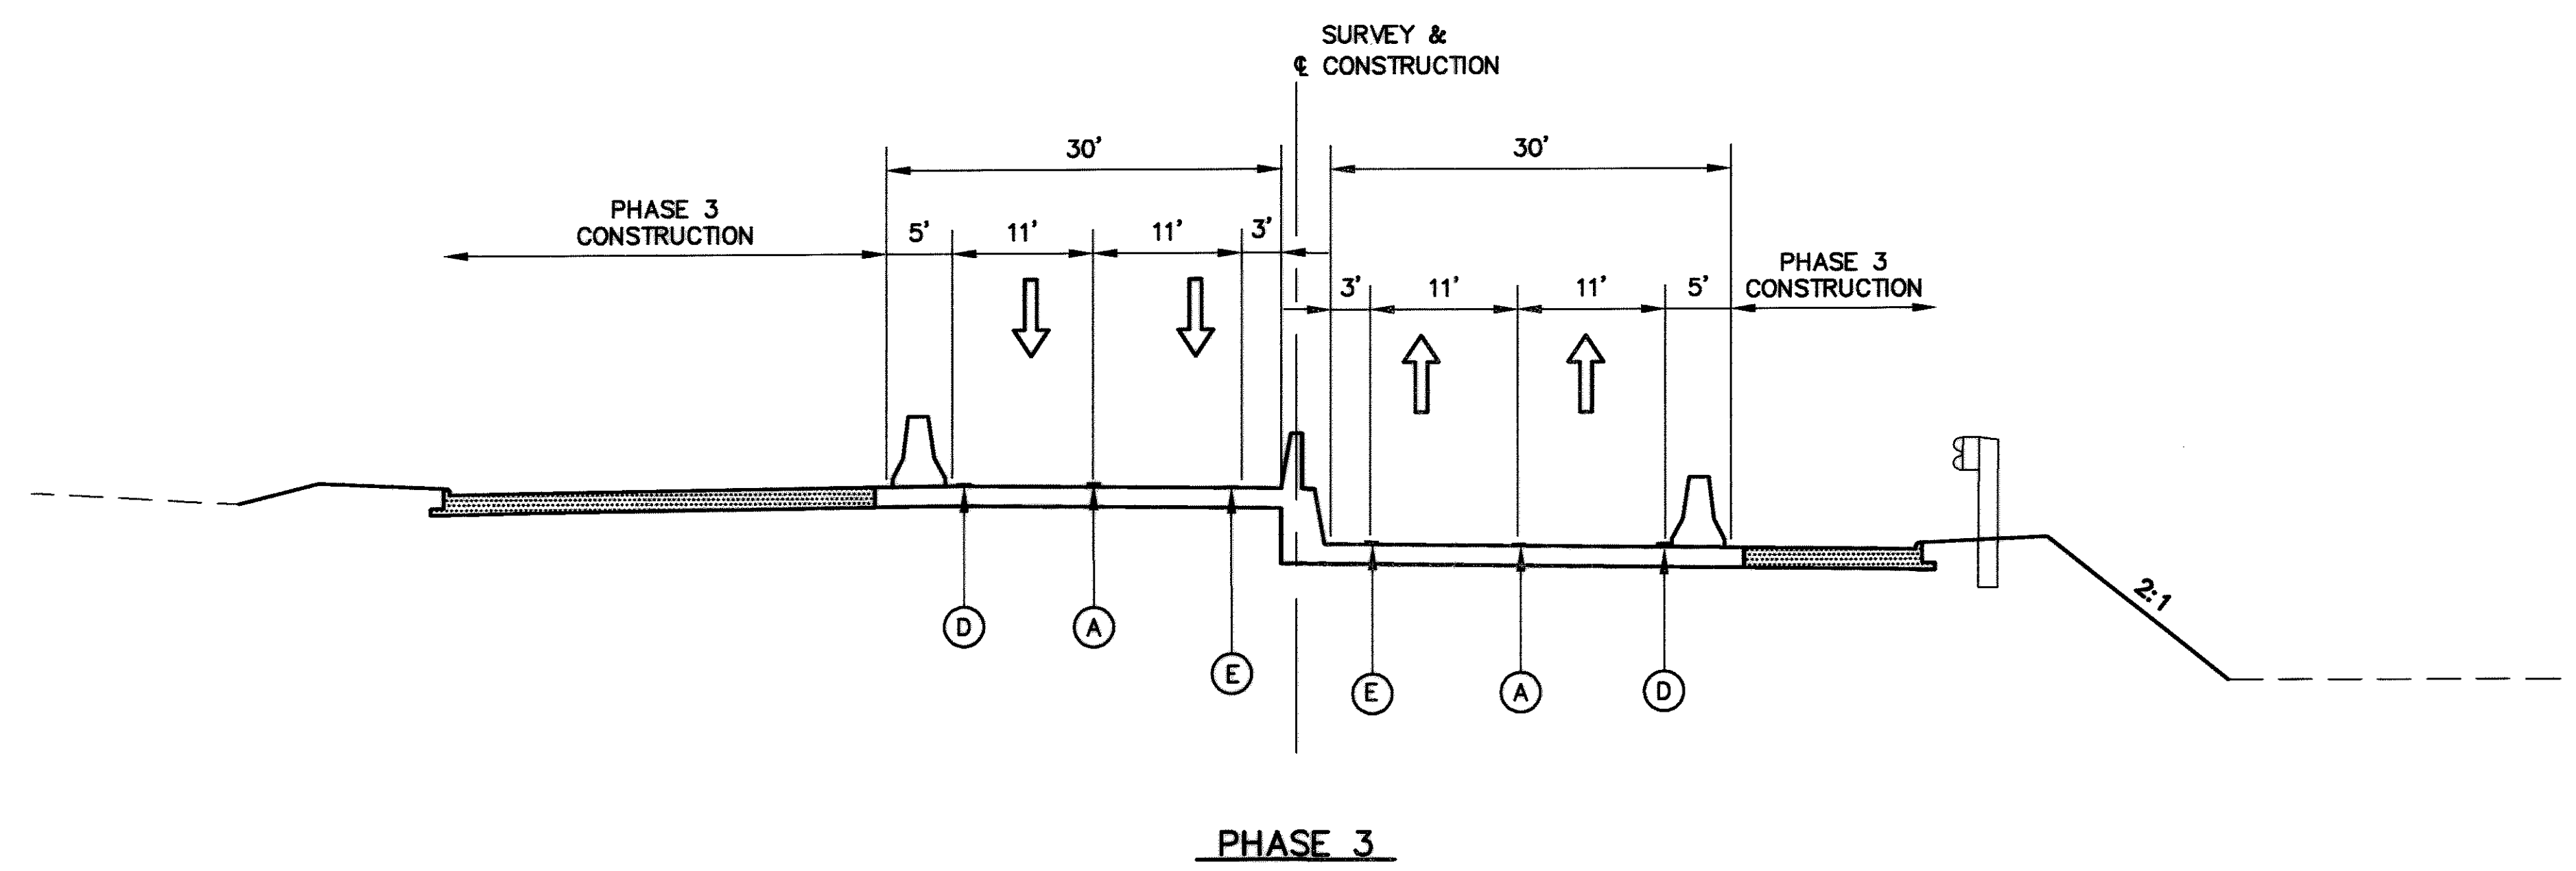 SURVEY &
℄ CONSTRUCTION
30'
30'
PHASE 3
CONSTRUCTION
5'
11'
11'
3'
PHASE 3
CONSTRUCTION
3'
11'
11'
5'
2:1
D
A
E
E
A
D
PHASE 3